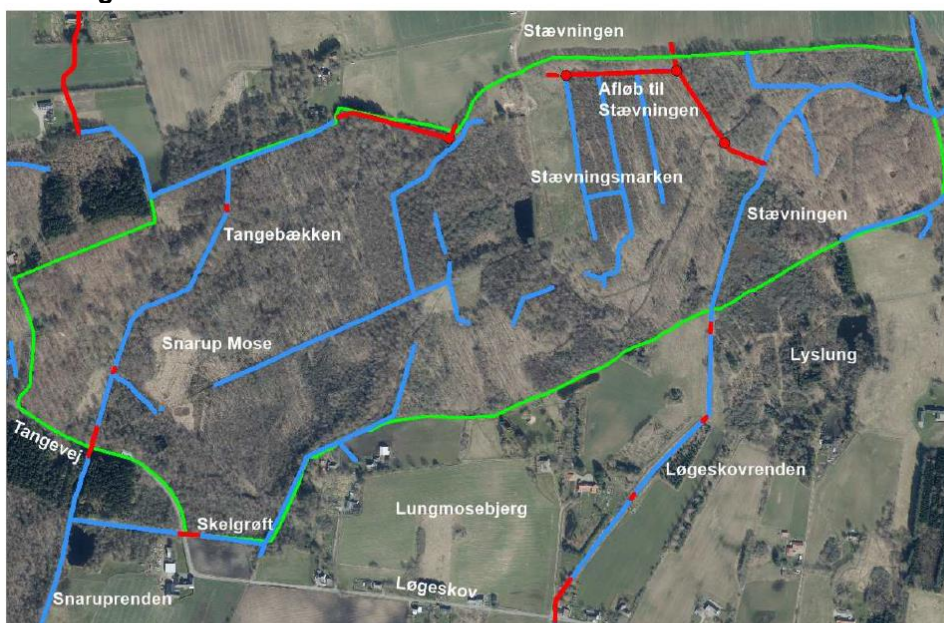 Stævningen
Afløb til
Stævningen
Stævningsmarken
Stævningen
Tangebækken
Snarup Mose
Lyslung
Tangevej
Løgeskovrenden
Lungmosebjerg
Skelgrøft
Løgeskov
Snaruprenden